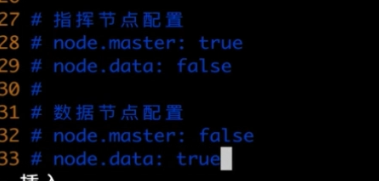 27 # 指挥节点配置
28 # node.master: true
29 # node.data: false
30 #
31 # 数据节点配置
32 # node.master: false
33 # node.data: true